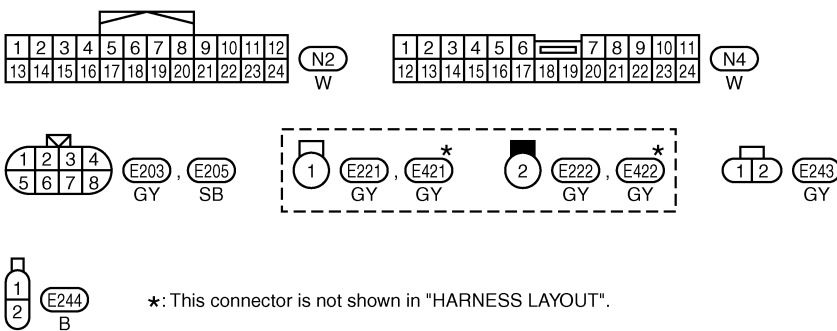 1 2 3 4 5 6 7 8 9 10 11 12
13 14 15 16 17 18 19 20 21 22 23 24
N2
W
1 2 3 4 5 6 7 8 9 10 11
12 13 14 15 16 17 18 19 20 21 22 23 24
N4
W
1 2 3 4
5 6 7 8
E203 , E205
GY SB
1 E221 , E421 *
GY GY
2 E222 , E422 *
GY GY
1 2 E243
GY
1
2
E244
B
*: This connector is not shown in "HARNESS LAYOUT".